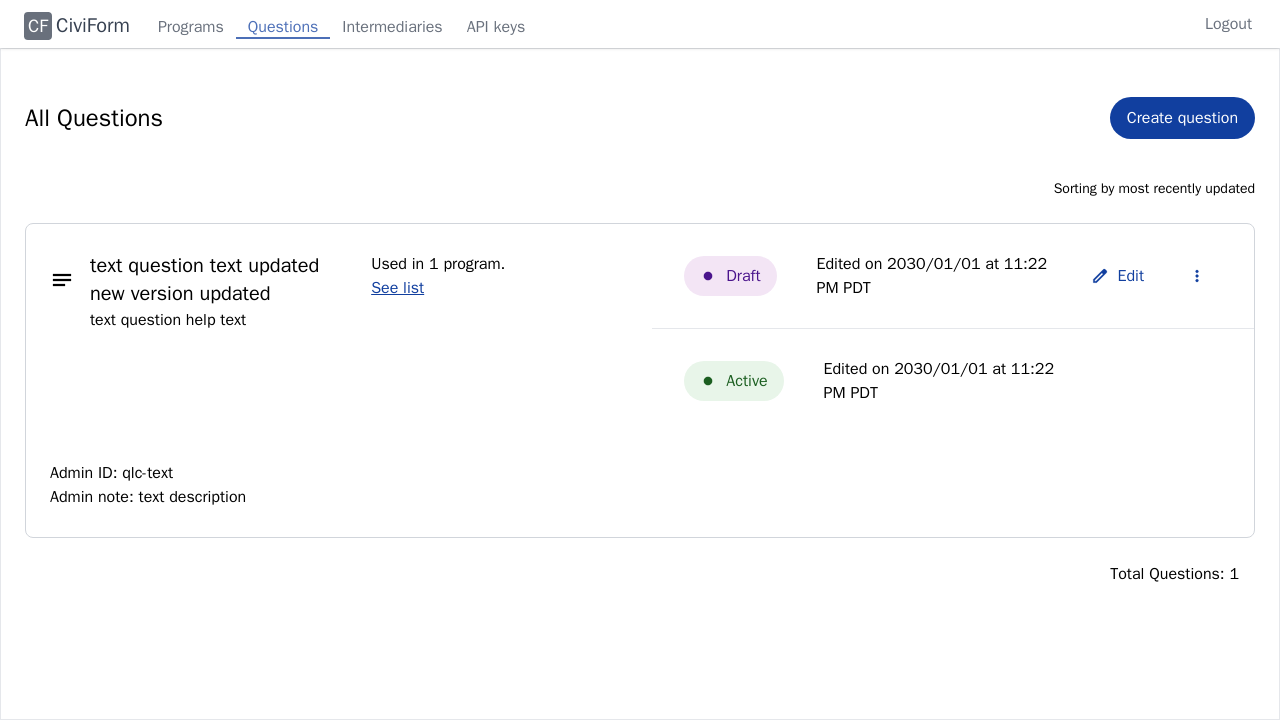 CF CiviForm Programs Questions Intermediaries API keys Logout
All Questions
Create question
Sorting by most recently updated
text question text updated
new version updated
text question help text
Used in 1 program.
See list
Draft
Edited on 2030/01/01 at 11:22
PM PDT
Edit
Active
Edited on 2030/01/01 at 11:22
PM PDT
Admin ID: qlc-text
Admin note: text description
Total Questions: 1